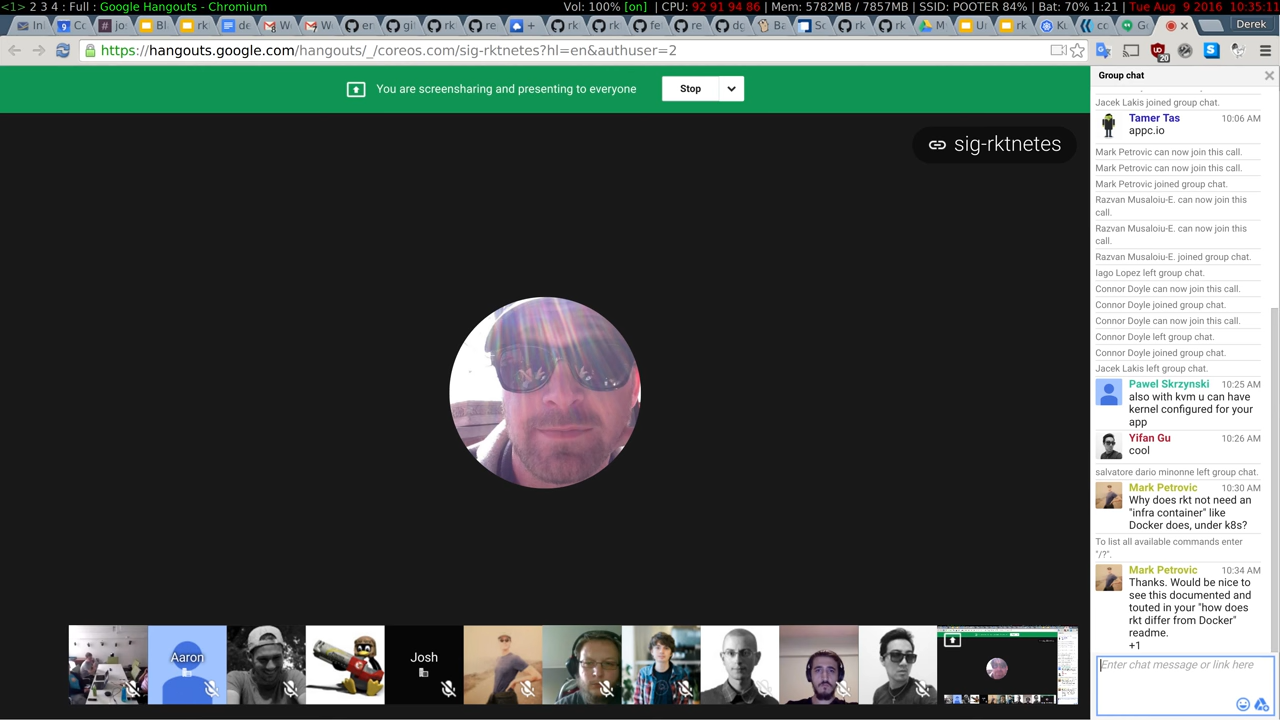 <1> 2 3 4 : Full : Google Hangouts - Chromium
Vol: 100% [on] | CPU: 92 91 94 86 | Mem: 5782MB / 7857MB | SSID: POOTER 84% | Bat: 70% 1:21 | Tue Aug 9 2016 10:35:11
Derek
https://hangouts.google.com/hangouts/_/coreos.com/sig-rktnetes?hl=en&authuser=2
20
You are screensharing and presenting to everyone
Stop
sig-rktnetes
Aaron
Josh
Group chat
Jacek Lakis joined group chat.
Tamer Tas 10:06 AM
appc.io
Mark Petrovic can now join this call.
Mark Petrovic can now join this call.
Mark Petrovic joined group chat.
Razvan Musaloiu-E. can now join this
call.
Razvan Musaloiu-E. can now join this
call.
Razvan Musaloiu-E. joined group chat.
Iago Lopez left group chat.
Connor Doyle can now join this call.
Connor Doyle joined group chat.
Connor Doyle can now join this call.
Connor Doyle left group chat.
Connor Doyle joined group chat.
Jacek Lakis left group chat.
Pawel Skrzynski 10:25 AM
also with kvm u can have
kernel configured for your
app
Yifan Gu 10:26 AM
cool
salvatore dario minonne left group chat.
Mark Petrovic 10:30 AM
Why does rkt not need an
"infra container" like
Docker does, under k8s?
To list all available commands enter
"/?".
Mark Petrovic 10:34 AM
Thanks. Would be nice to
see this documented and
touted in your "how does
rkt differ from Docker"
readme.
+1
Enter chat message or link here